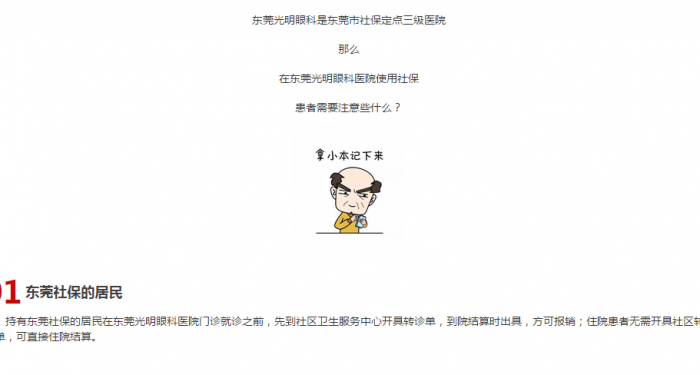 东莞光明眼科是东莞市社保定点三级医院
那么
在东莞光明眼科医院使用社保
患者需要注意些什么？
拿小本记下来
01 东莞社保的居民
持有东莞社保的居民在东莞光明眼科医院门诊就诊之前，先到社区卫生服务中心开具转诊单，到院结算时出具，方可报销；住院患者无需开具社区转
单，可直接住院结算。